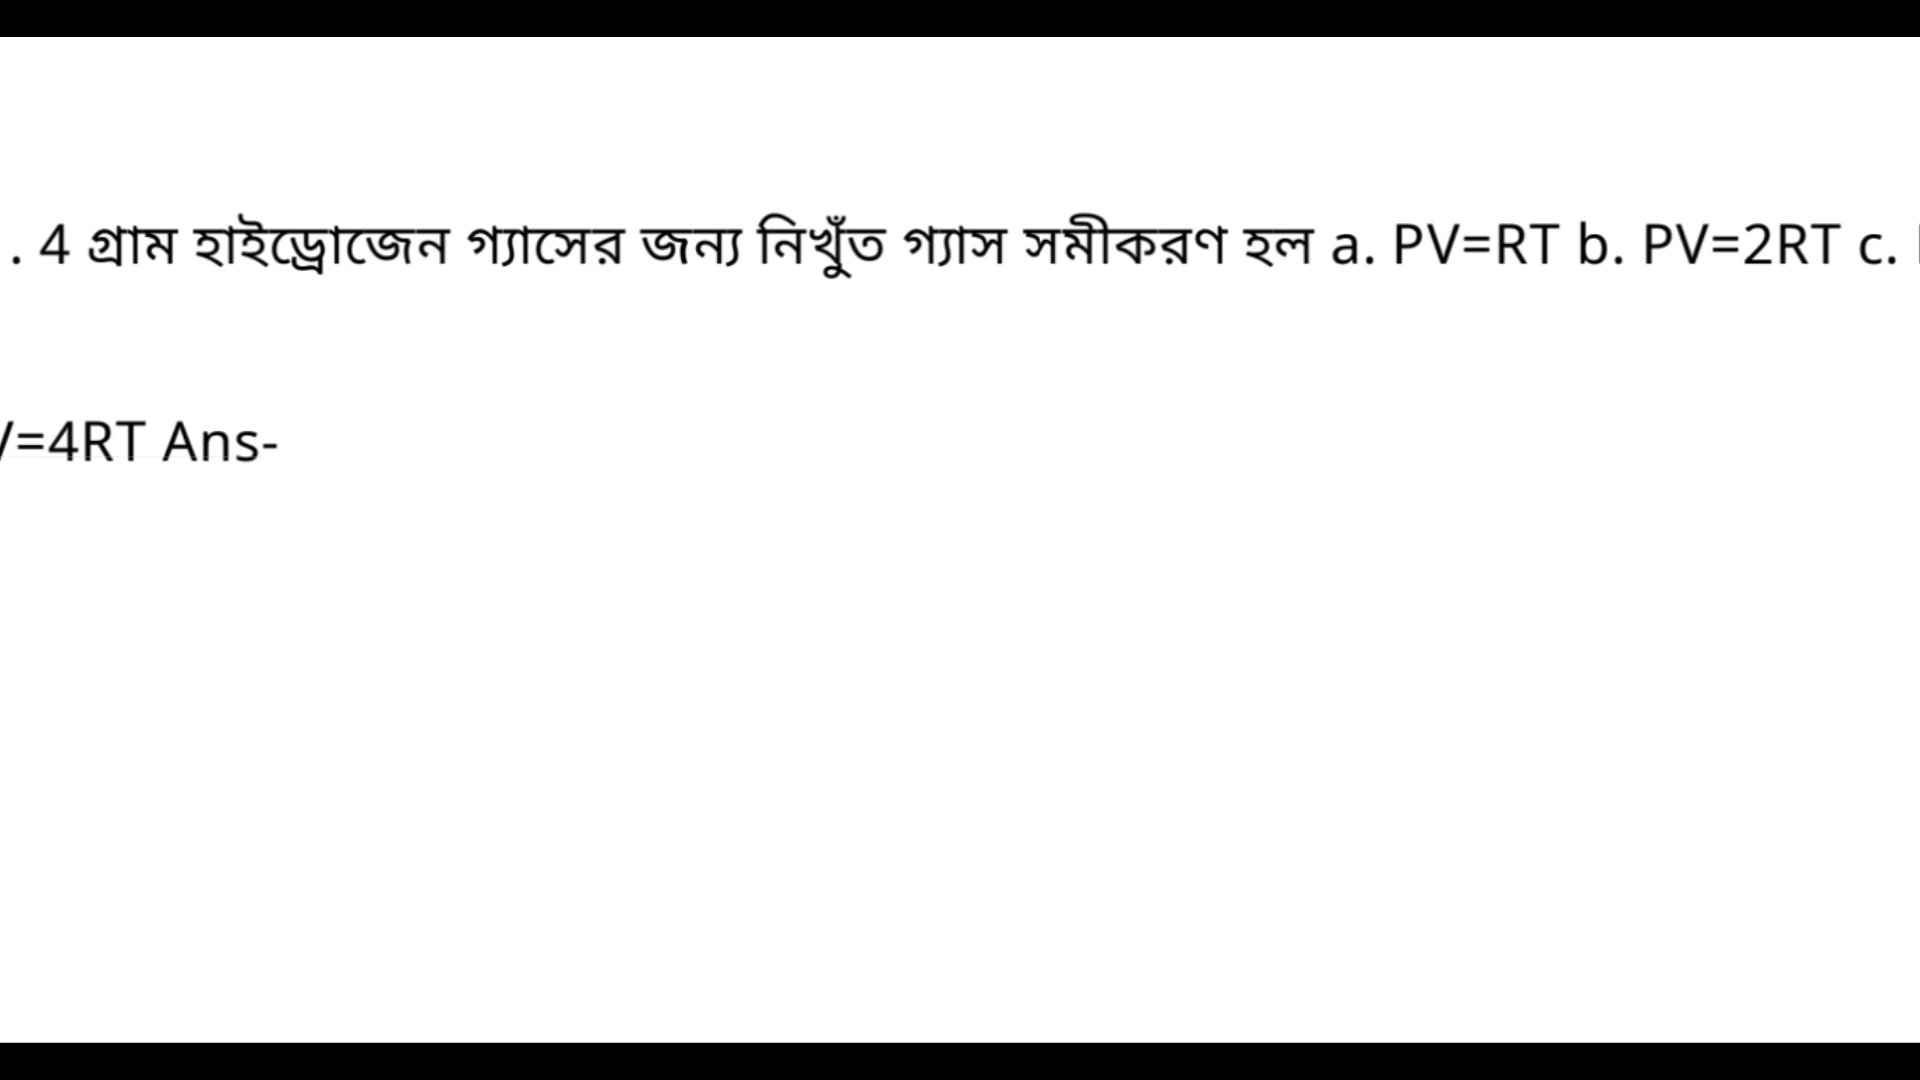 . 4 গ্রাম হাইড্রোজেন গ্যাসের জন্য নিখুঁত গ্যাস সমীকরণ হল a. PV=RT b. PV=2RT c.
V=4RT Ans-